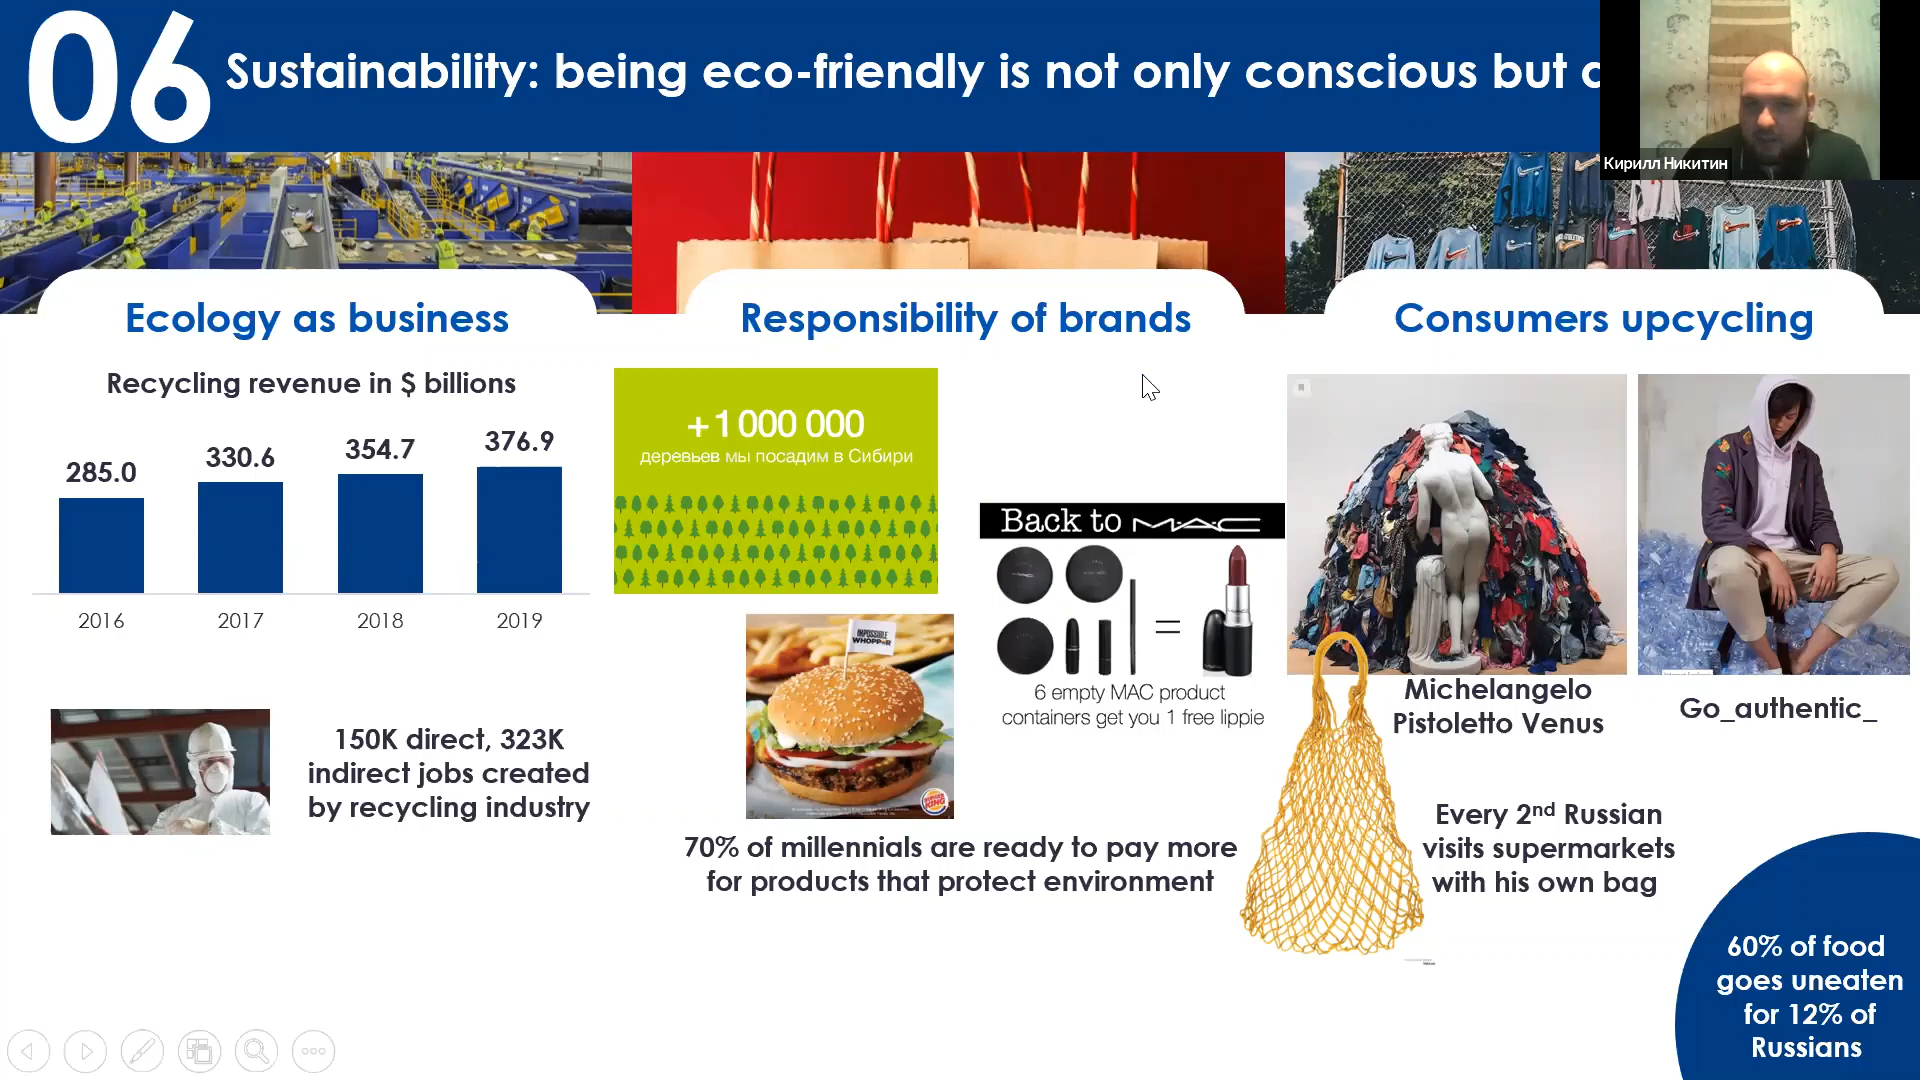 06
Sustainability: being eco-friendly is not only conscious but
Кирилл Никитин
Ecology as business
Recycling revenue in $ billions
285.0
330.6
354.7
376.9
2016
2017
2018
2019
150K direct, 323K
indirect jobs created
by recycling industry
Responsibility of brands
+1 000 000
деревьев мы посадим в Сибири
Back to MAC
=
6 empty MAC product
containers get you 1 free lippie
IMPOSSIBLE
WHOPPER
BURGER
KING
70% of millennials are ready to pay more
for products that protect environment
Consumers upcycling
Michelangelo
Pistoletto Venus
Go_authentic_
Every 2nd Russian
visits supermarkets
with his own bag
60% of food
goes uneaten
for 12% of
Russians